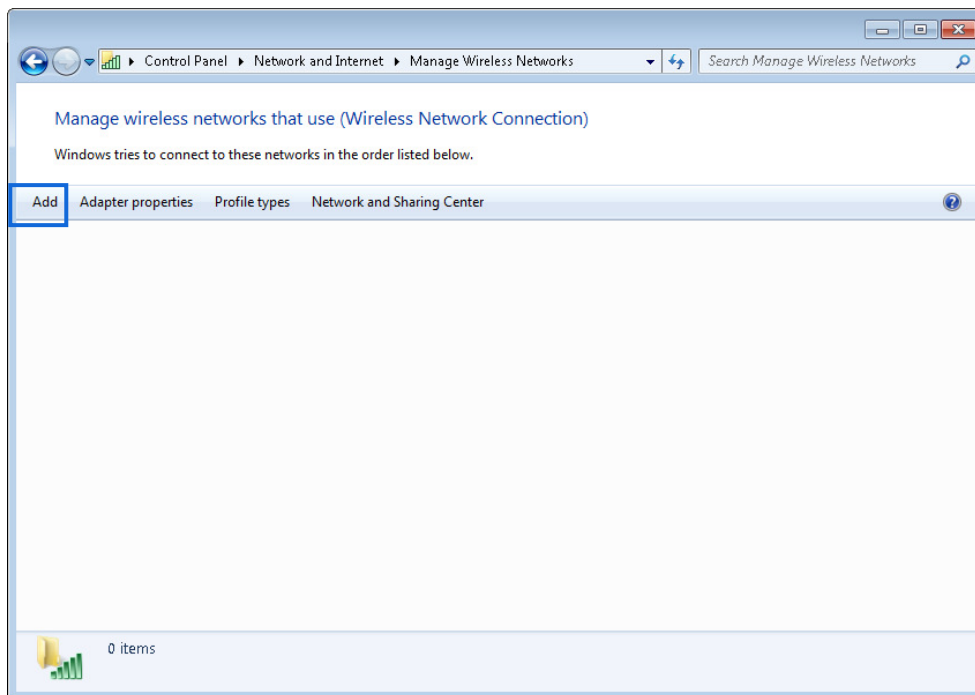 Control Panel Network and Internet Manage Wireless Networks Search Manage Wireless Networks
Manage wireless networks that use (Wireless Network Connection)
Windows tries to connect to these networks in the order listed below.
Add Adapter properties Profile types Network and Sharing Center
0 items